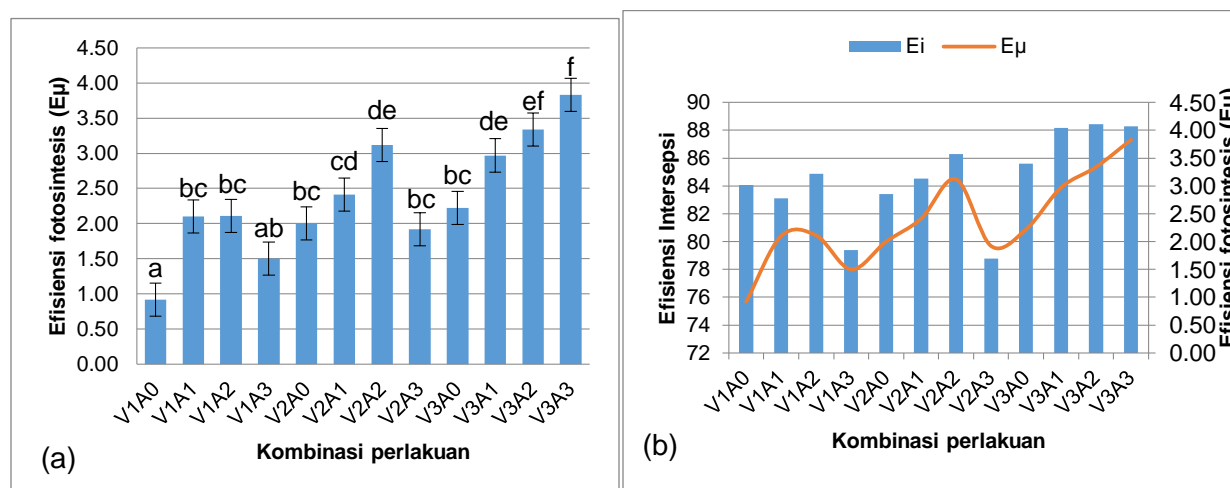 Efisiensi fotosintesis (Eµ)
4.50
4.00
3.50
3.00
2.50
2.00
1.50
1.00
0.50
0.00
a
bc
bc
ab
bc
cd
de
bc
bc
de
ef
f
V1A0
V1A1
V1A2
V1A3
V2A0
V2A1
V2A2
V2A3
V3A0
V3A1
V3A2
V3A3
Kombinasi perlakuan
(a)
Ei
Eµ
Efisiensi Intersepsi
90
88
86
84
82
80
78
76
74
72
4.50
4.00
3.50
3.00
2.50
2.00
1.50
1.00
0.50
0.00
Efisiensi fotosintesis (Eµ)
V1A0
V1A1
V1A2
V1A3
V2A0
V2A1
V2A2
V2A3
V3A0
V3A1
V3A2
V3A3
Kombinasi perlakuan
(b)